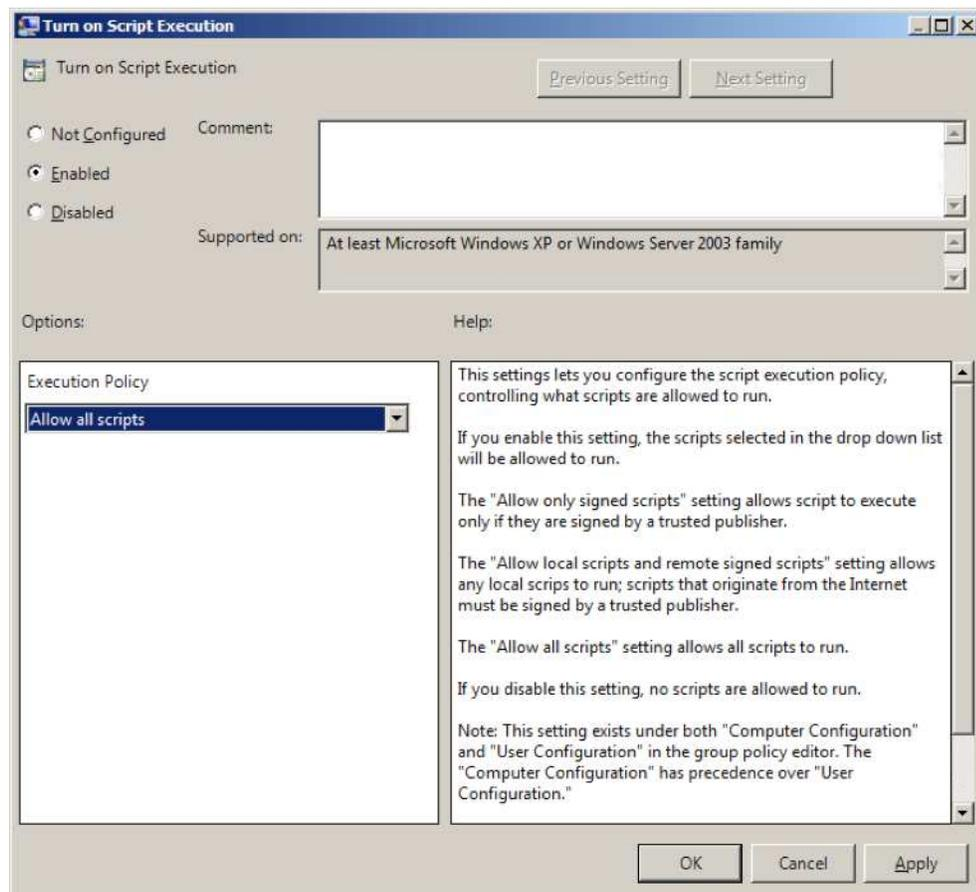 Turn on Script Execution
Turn on Script Execution
Previous Setting
Next Setting
Not Configured
Comment:
Enabled
Disabled
Supported on:
At least Microsoft Windows XP or Windows Server 2003 family
Options:
Help:
Execution Policy
Allow all scripts
This settings lets you configure the script execution policy,
controlling what scripts are allowed to run.
If you enable this setting, the scripts selected in the drop down list
will be allowed to run.
The "Allow only signed scripts" setting allows script to execute
only if they are signed by a trusted publisher.
The "Allow local scripts and remote signed scripts" setting allows
any local scrips to run; scripts that originate from the Internet
must be signed by a trusted publisher.
The "Allow all scripts" setting allows all scripts to run.
If you disable this setting, no scripts are allowed to run.
Note: This setting exists under both "Computer Configuration"
and "User Configuration" in the group policy editor. The
"Computer Configuration" has precedence over "User
Configuration."
OK
Cancel
Apply